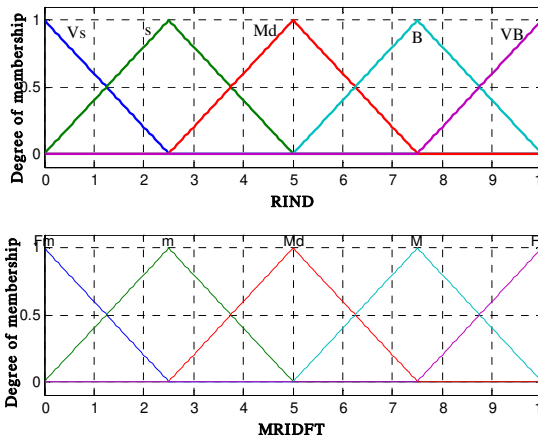 1
Vs
s
Md
B
VB
0.5
0
Degree of membership
0 1 2 3 4 5 6 7 8 9 10
RIND
Fm
m
Md
M
F
1
0.5
0
Degree of membership
0 1 2 3 4 5 6 7 8 9
MRIDFT